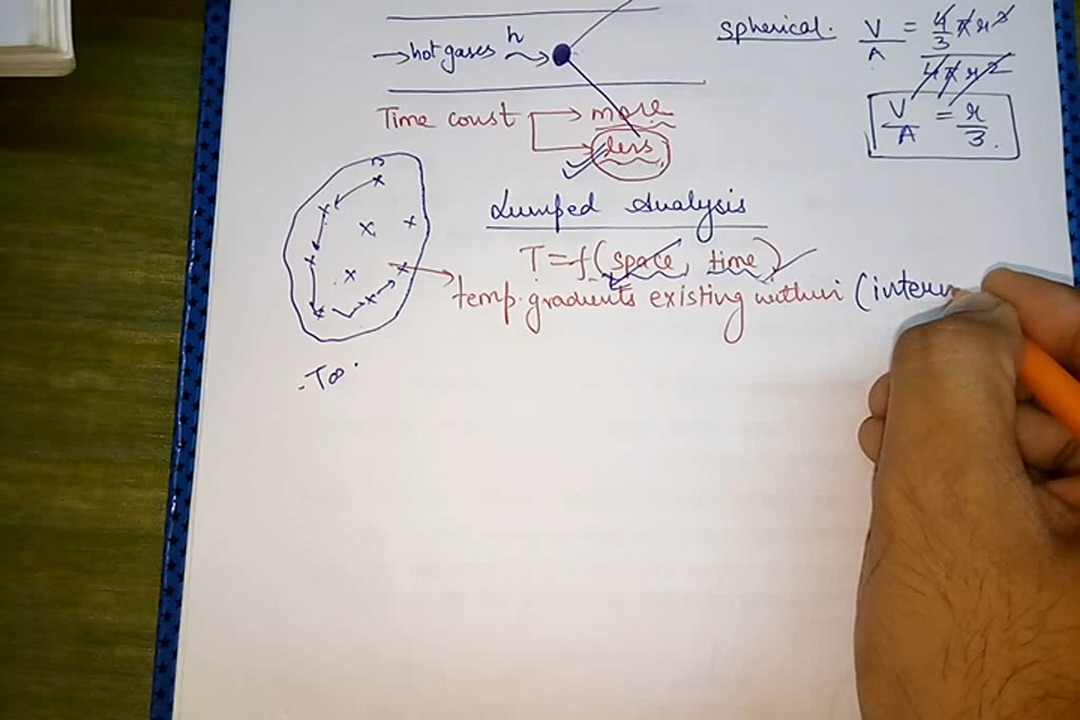 →hot gases h
Time const → more
→ less
spherical. V/A = 4/3 π r³ / 4 π r²
V/A = r/3.
Lumped Analysis
T = f(space, time)
temp. gradients existing within (intern
T∞